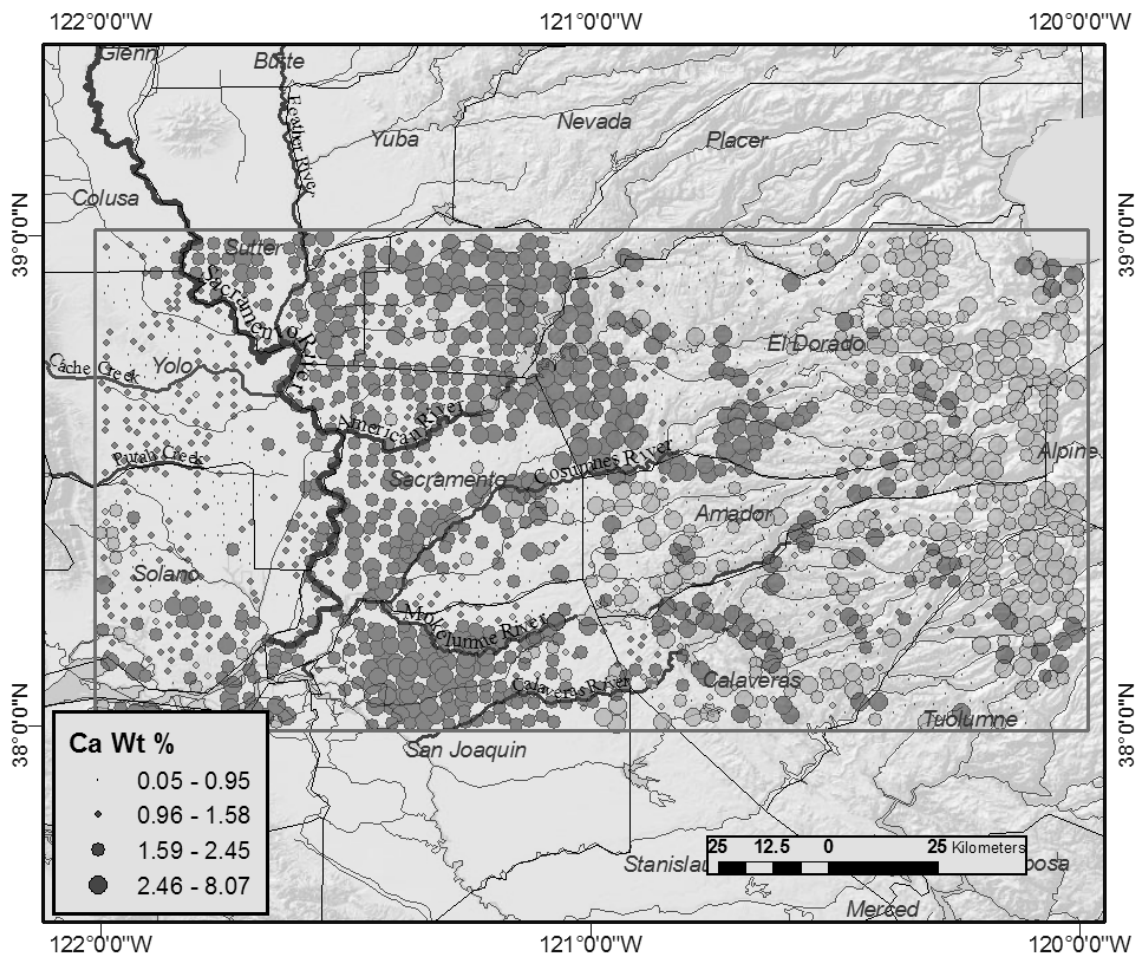 122°0'0"W 121°0'0"W 120°0'0"W
Glenn
Butte
Feather River
Yuba
Nevada
Placer
Colusa
39°0'0"N
39°0'0"N
Sutter
Sacramento River
Cache Creek
Yolo
El Dorado
American River
Putah Creek
Sacramento
Cosumnes River
Alpine
Amador
Solano
Mokelumne River
Calaveras River
Calaveras
Tuolumne
38°0'0"N
38°0'0"N
San Joaquin
Ca Wt %
0.05 - 0.95
0.96 - 1.58
1.59 - 2.45
2.46 - 8.07
25 12.5 0 25 Kilometers
Merced
122°0'0"W 121°0'0"W 120°0'0"W